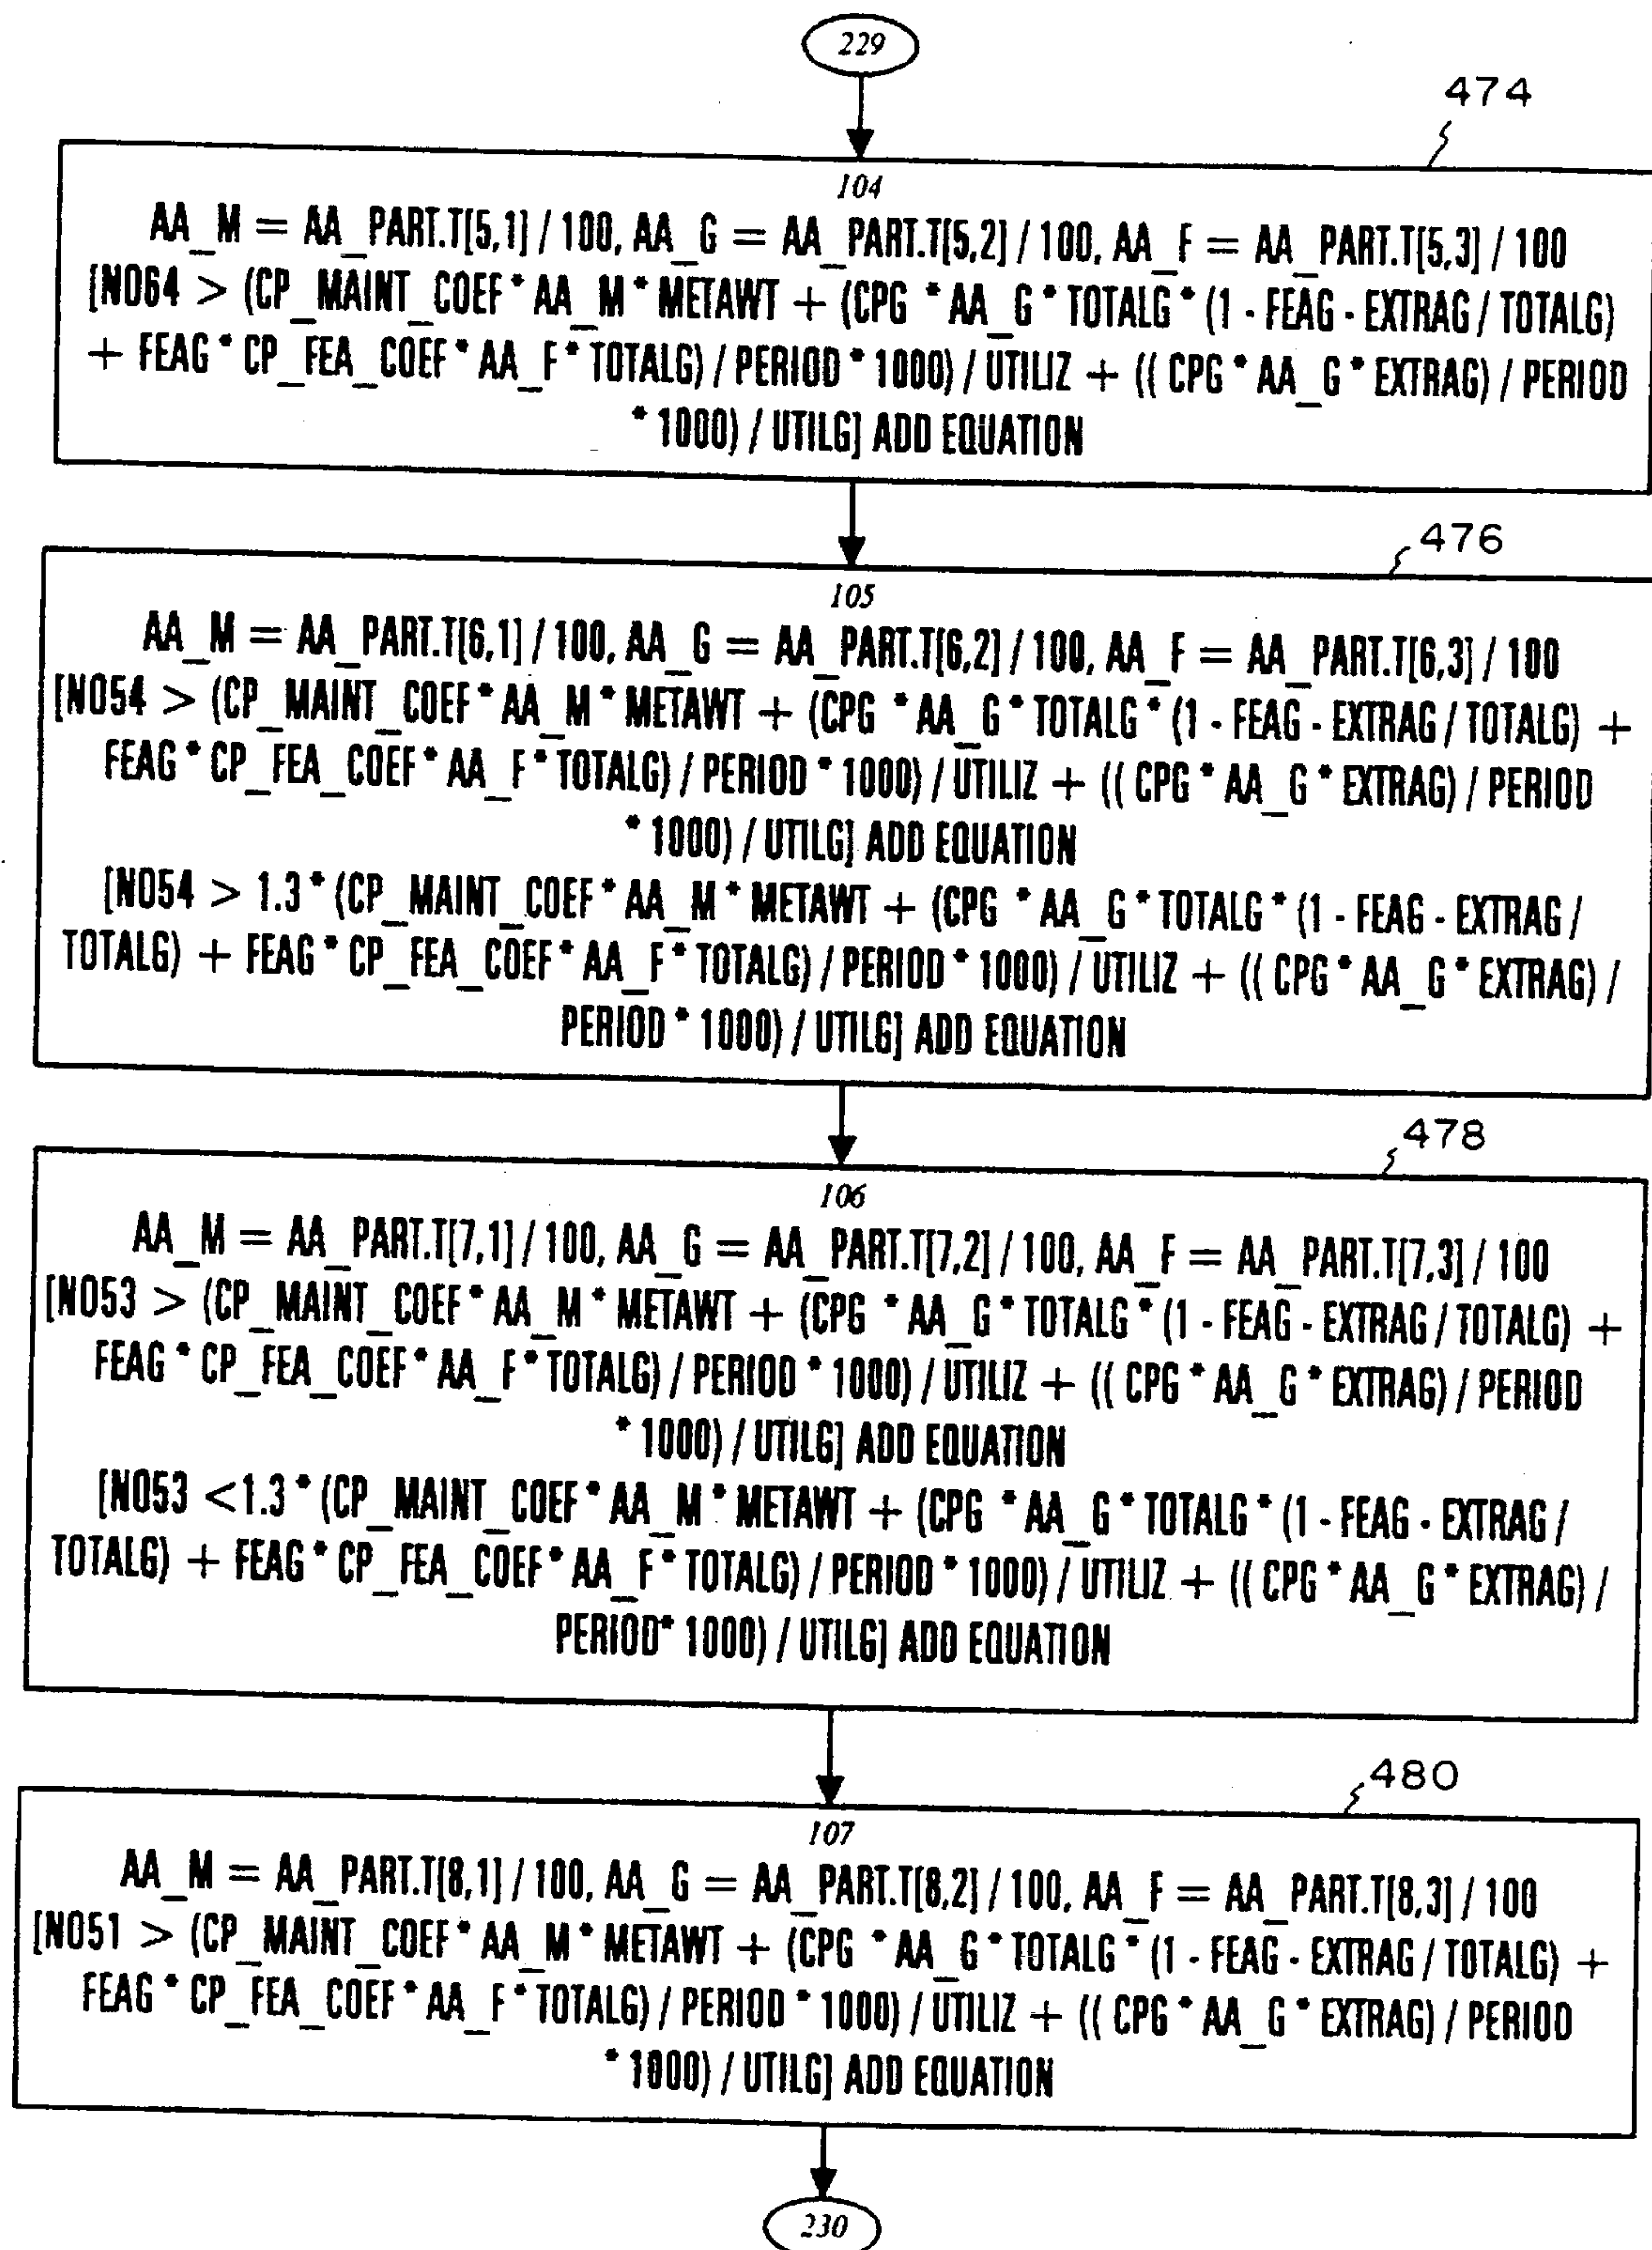 229
474
104
AA_M = AA_PART.T[5,1] / 100, AA_G = AA_PART.T[5,2] / 100, AA_F = AA_PART.T[5,3] / 100
[N064 > (CP_MAINT_COEF * AA_M * METAWT + (CPG * AA_G * TOTALG * (1 - FEAG - EXTRAG / TOTALG)
+ FEAG * CP_FEA_COEF * AA_F * TOTALG) / PERIOD * 1000) / UTILIZ + (( CPG * AA_G * EXTRAG) / PERIOD
* 1000) / UTILG] ADD EQUATION
476
105
AA_M = AA_PART.T[6,1] / 100, AA_G = AA_PART.T[6,2] / 100, AA_F = AA_PART.T[6,3] / 100
[N054 > (CP_MAINT_COEF * AA_M * METAWT + (CPG * AA_G * TOTALG * (1 - FEAG - EXTRAG / TOTALG) +
FEAG * CP_FEA_COEF * AA_F * TOTALG) / PERIOD * 1000) / UTILIZ + (( CPG * AA_G * EXTRAG) / PERIOD
* 1000) / UTILG] ADD EQUATION
[N054 > 1.3 * (CP_MAINT_COEF * AA_M * METAWT + (CPG * AA_G * TOTALG * (1 - FEAG - EXTRAG /
TOTALG) + FEAG * CP_FEA_COEF * AA_F * TOTALG) / PERIOD * 1000) / UTILIZ + (( CPG * AA_G * EXTRAG) /
PERIOD * 1000) / UTILG] ADD EQUATION
478
106
AA_M = AA_PART.T[7,1] / 100, AA_G = AA_PART.T[7,2] / 100, AA_F = AA_PART.T[7,3] / 100
[N053 > (CP_MAINT_COEF * AA_M * METAWT + (CPG * AA_G * TOTALG * (1 - FEAG - EXTRAG / TOTALG) +
FEAG * CP_FEA_COEF * AA_F * TOTALG) / PERIOD * 1000) / UTILIZ + (( CPG * AA_G * EXTRAG) / PERIOD
* 1000) / UTILG] ADD EQUATION
[N053 <1.3 * (CP_MAINT_COEF * AA_M * METAWT + (CPG * AA_G * TOTALG * (1 - FEAG - EXTRAG /
TOTALG) + FEAG * CP_FEA_COEF * AA_F * TOTALG) / PERIOD * 1000) / UTILIZ + (( CPG * AA_G * EXTRAG) /
PERIOD* 1000) / UTILG] ADD EQUATION
480
107
AA_M = AA_PART.T[8,1] / 100, AA_G = AA_PART.T[8,2] / 100, AA_F = AA_PART.T[8,3] / 100
[N051 > (CP_MAINT_COEF * AA_M * METAWT + (CPG * AA_G * TOTALG * (1 - FEAG - EXTRAG / TOTALG) +
FEAG * CP_FEA_COEF * AA_F * TOTALG) / PERIOD * 1000) / UTILIZ + (( CPG * AA_G * EXTRAG) / PERIOD
* 1000) / UTILG] ADD EQUATION
230